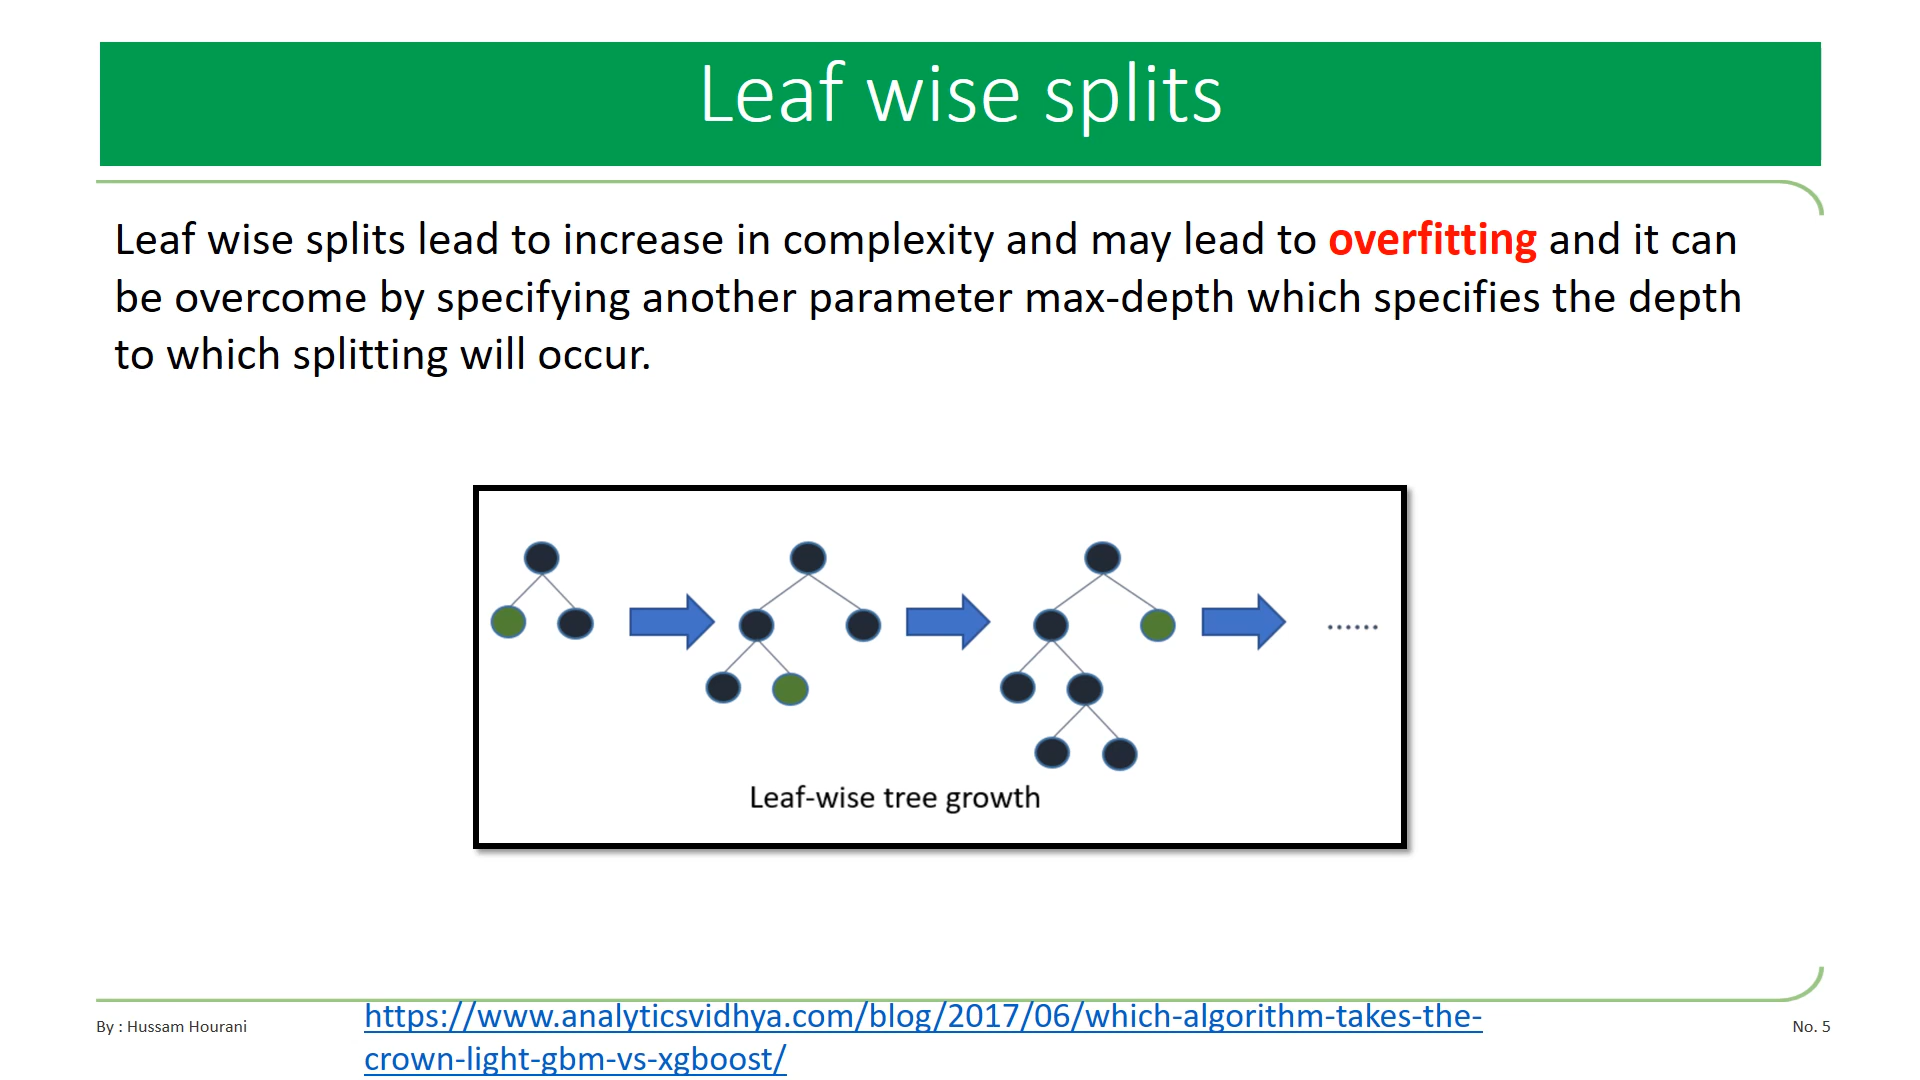 Leaf wise splits
Leaf wise splits lead to increase in complexity and may lead to overfitting and it can
be overcome by specifying another parameter max-depth which specifies the depth
to which splitting will occur.
......
Leaf-wise tree growth
By : Hussam Hourani
https://www.analyticsvidhya.com/blog/2017/06/which-algorithm-takes-the-
crown-light-gbm-vs-xgboost/
No. 5